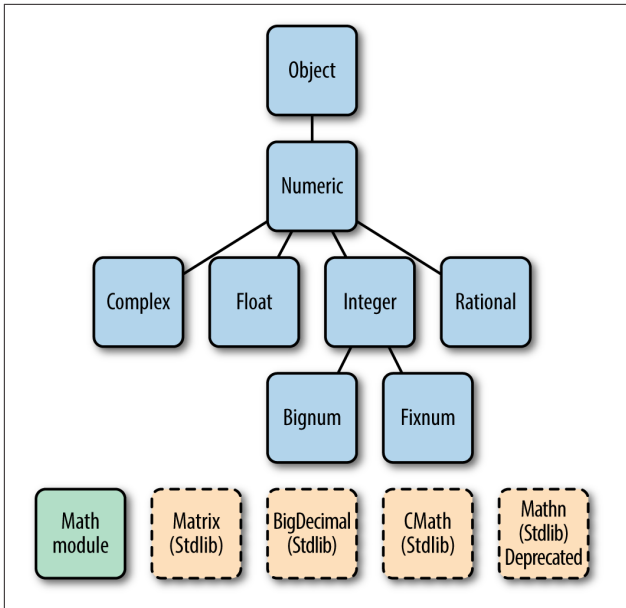 Object
Numeric
Complex
Float
Integer
Rational
Bignum
Fixnum
Math
module
Matrix
(Stdlib)
BigDecimal
(Stdlib)
CMath
(Stdlib)
Mathn
(Stdlib)
Deprecated